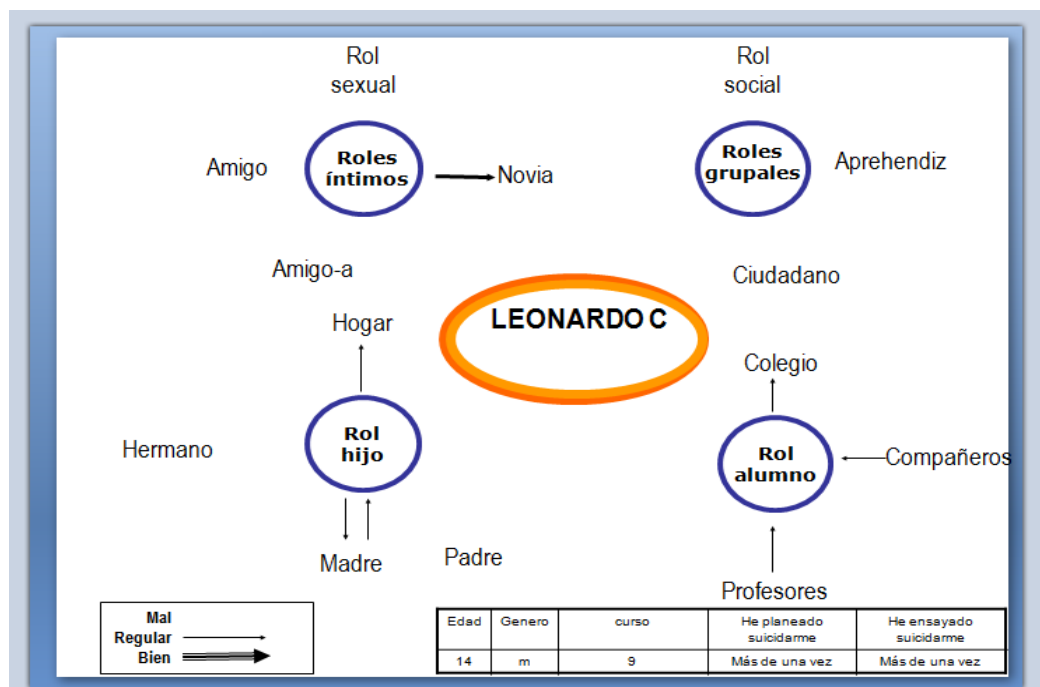 Rol
sexual
Rol
social
Roles
íntimos
Roles
grupales
Amigo
Novia
Aprehendiz
Amigo-a
Ciudadano
LEONARDO C
Hogar
Colegio
Rol
hijo
Hermano
Rol
alumno
Compañeros
Madre
Padre
Profesores
Mal
Regular
Bien
Edad Genero curso He planeado suicidarme He ensayado suicidarme
14 m 9 Más de una vez Más de una vez